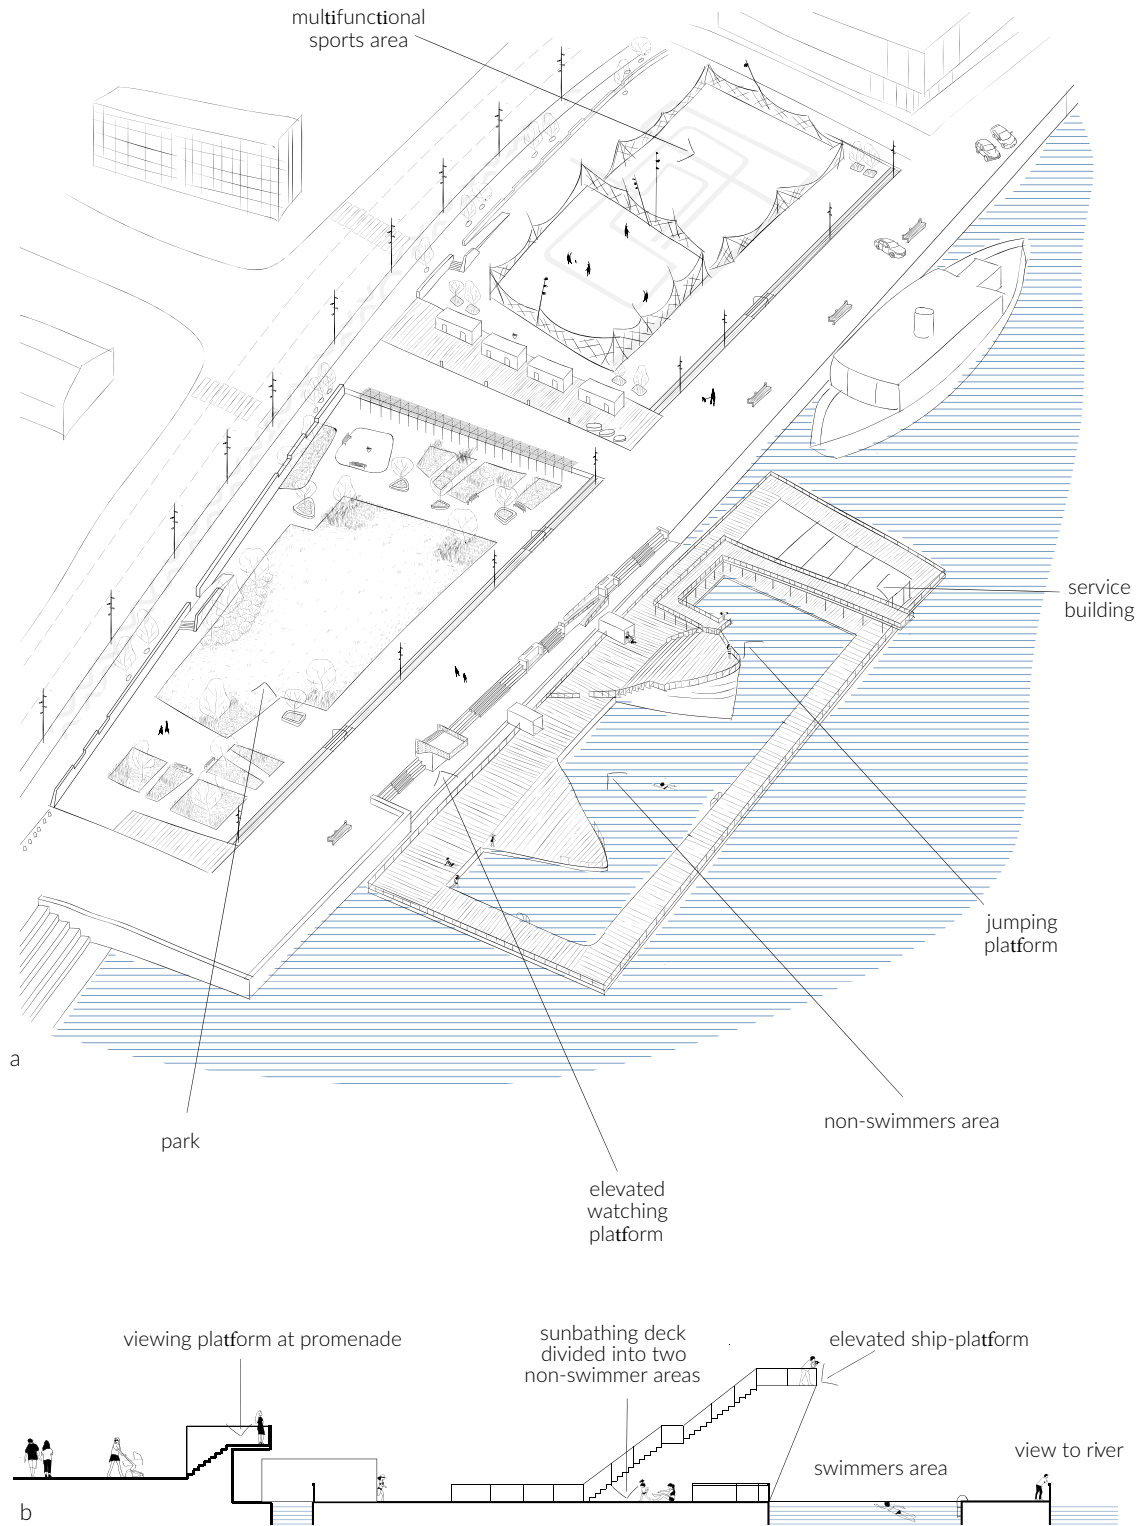 multifunctional
sports area
service
building
jumping
platform
a
non-swimmers area
park
elevated
watching
platform
viewing platform at promenade
sunbathing deck
divided into two
non-swimmer areas
elevated ship-platform
view to river
swimmers area
b